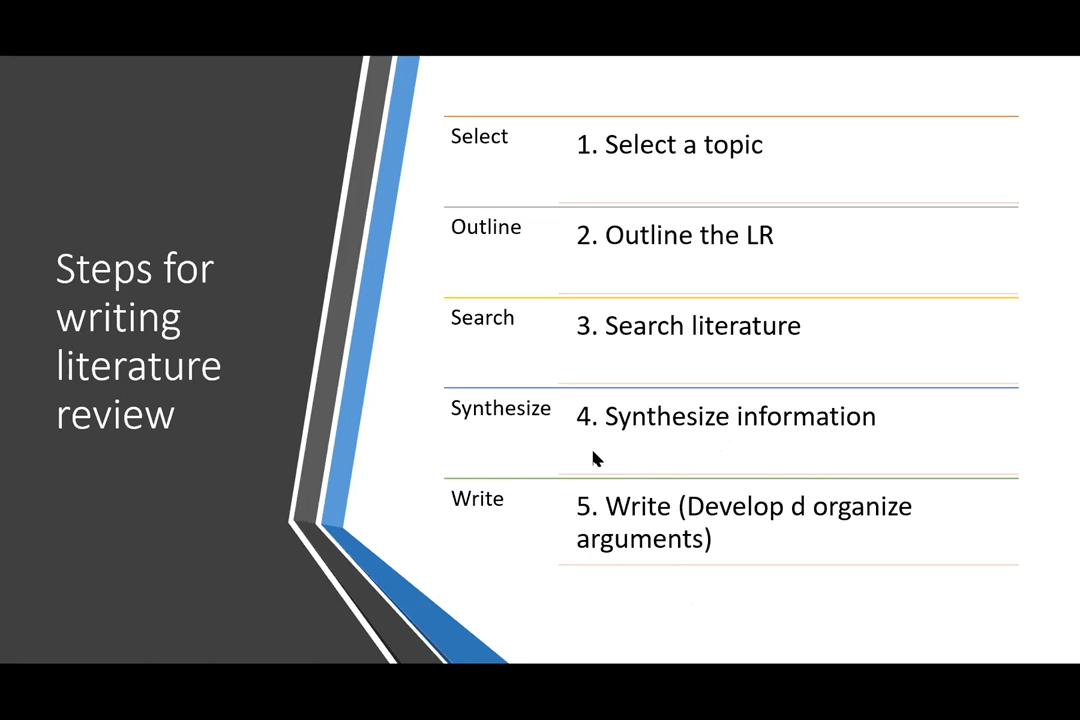 Steps for
writing
literature
review
Select
1. Select a topic
Outline
2. Outline the LR
Search
3. Search literature
Synthesize
4. Synthesize information
Write
5. Write (Develop d organize
arguments)